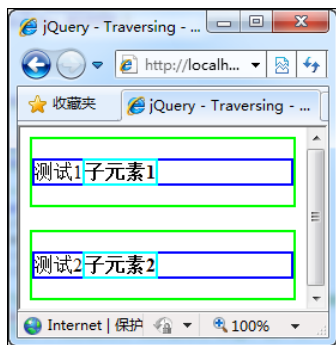 jQuery - Traversing - ...
http://localh...
收藏夹
jQuery - Traversing - ...
测试1子元素1
测试2子元素2
Internet | 保护
100%